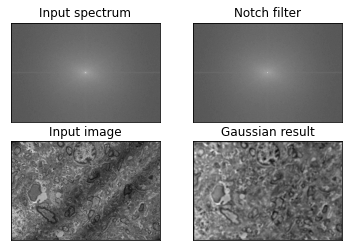 Input spectrum
Notch filter
Input image
Gaussian result